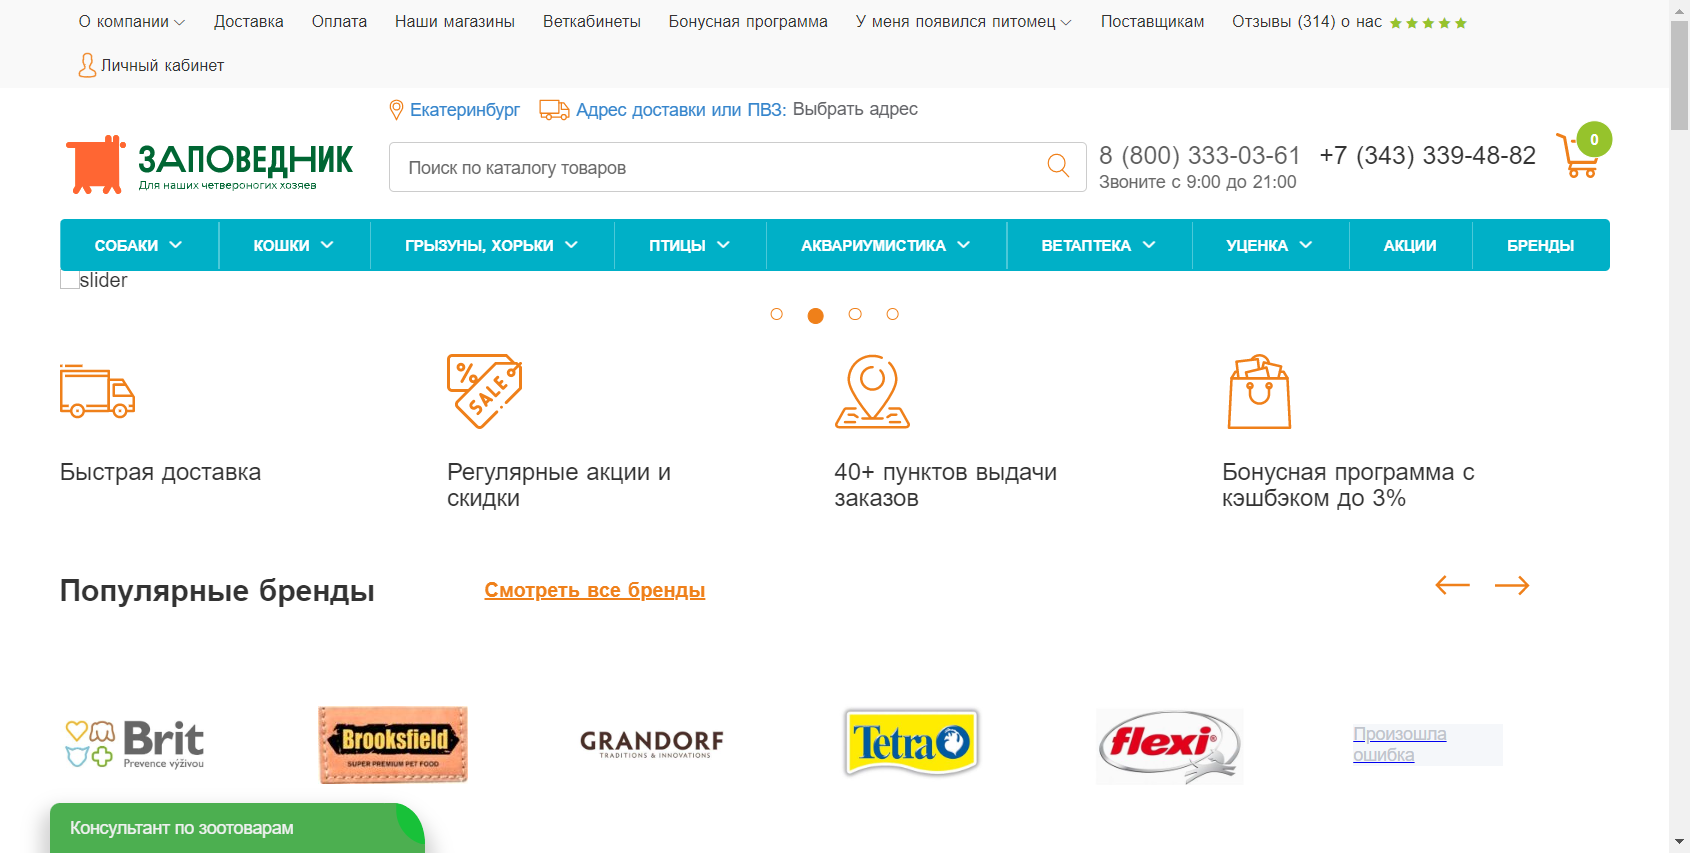 О компании
Доставка
Оплата
Наши магазины
Веткабинеты
Бонусная программа
У меня появился питомец
Поставщикам
Отзывы (314) о нас
Личный кабинет
Екатеринбург
Адрес доставки или ПВЗ: Выбрать адрес
ЗАПОВЕДНИК
Для наших четвероногих хозяев
Поиск по каталогу товаров
8 (800) 333-03-61
+7 (343) 339-48-82
Звоните с 9:00 до 21:00
0
СОБАКИ
КОШКИ
ГРЫЗУНЫ, ХОРЬКИ
ПТИЦЫ
АКВАРИУМИСТИКА
ВЕТАПТЕКА
УЦЕНКА
АКЦИИ
БРЕНДЫ
slider
%
SALE
Быстрая доставка
Регулярные акции и
скидки
40+ пунктов выдачи
заказов
Бонусная программа с
кэшбэком до 3%
Популярные бренды
Смотреть все бренды
Brit
Prevence výživou
Brooksfield
SUPER PREMIUM PET FOOD
GRANDORF
TRADITIONS & INNOVATIONS
Tetra
flexi®
Произошла
ошибка
Консультант по зоотоварам